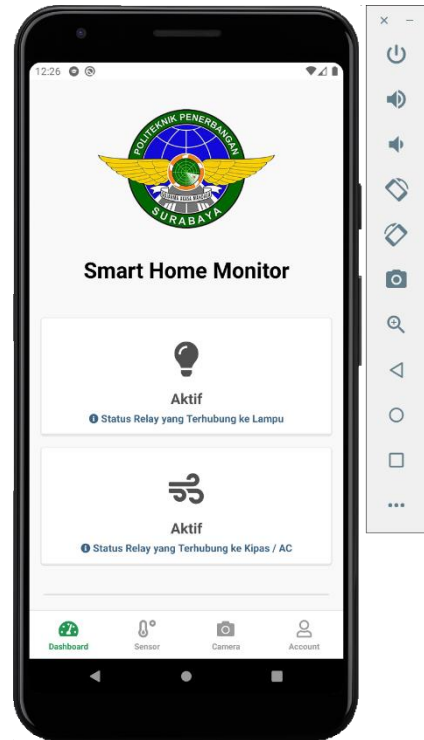 12:26
POLITEKNIK PENERBANGAN
SURABAYA
Smart Home Monitor
Aktif
Status Relay yang Terhubung ke Lampu
Aktif
Status Relay yang Terhubung ke Kipas / AC
Dashboard
Sensor
Camera
Account